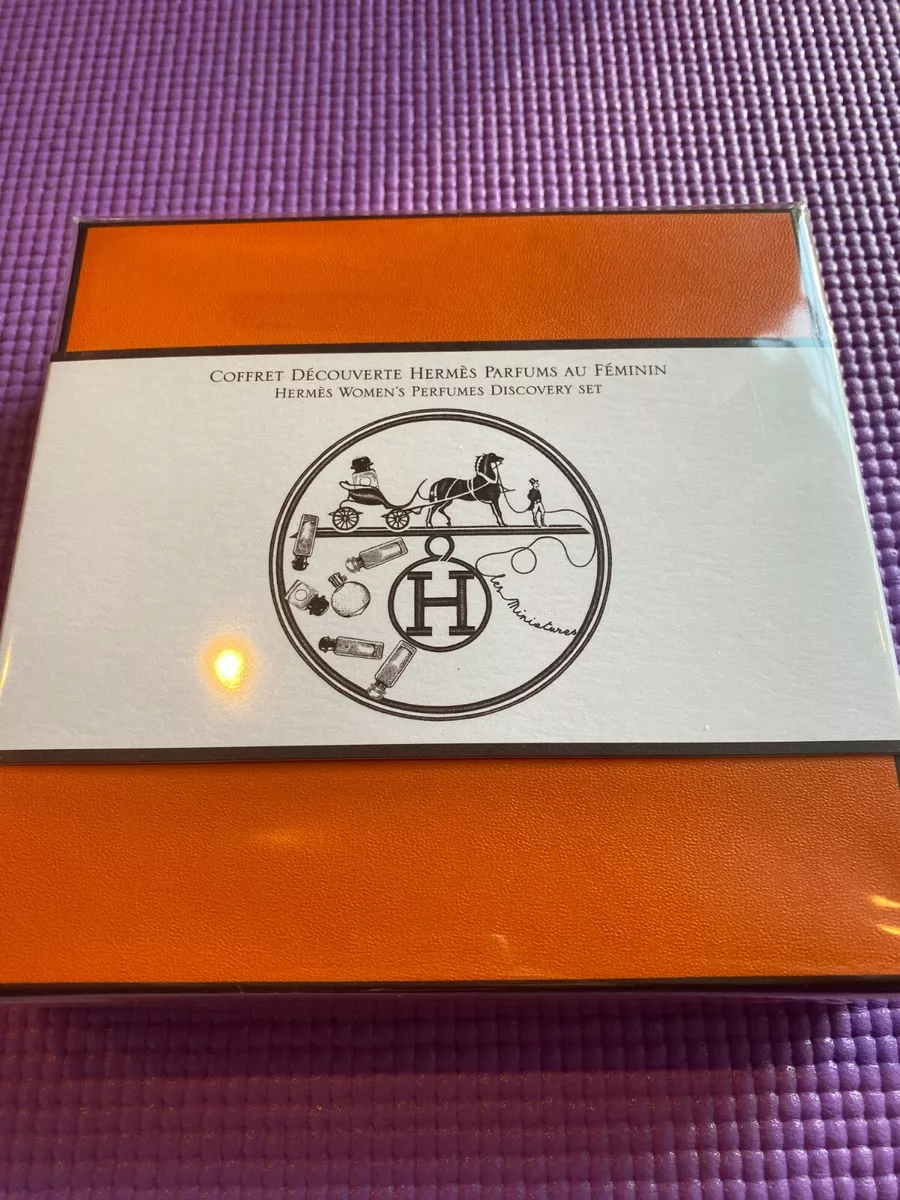 Coffret Découverte Hermès Parfums au Féminin
Hermès Women's Perfumes Discovery Set
H
les Miniatures